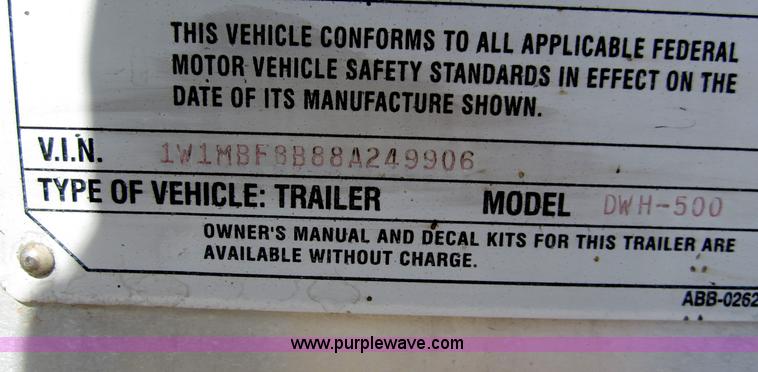 THIS VEHICLE CONFORMS TO ALL APPLICABLE FEDERAL
MOTOR VEHICLE SAFETY STANDARDS IN EFFECT ON THE
DATE OF ITS MANUFACTURE SHOWN.
V.I.N. 1W1MBF8B88A249906
TYPE OF VEHICLE: TRAILER MODEL DWH-500
OWNER'S MANUAL AND DECAL KITS FOR THIS TRAILER ARE
AVAILABLE WITHOUT CHARGE.
ABB-0262
www.purplewave.com